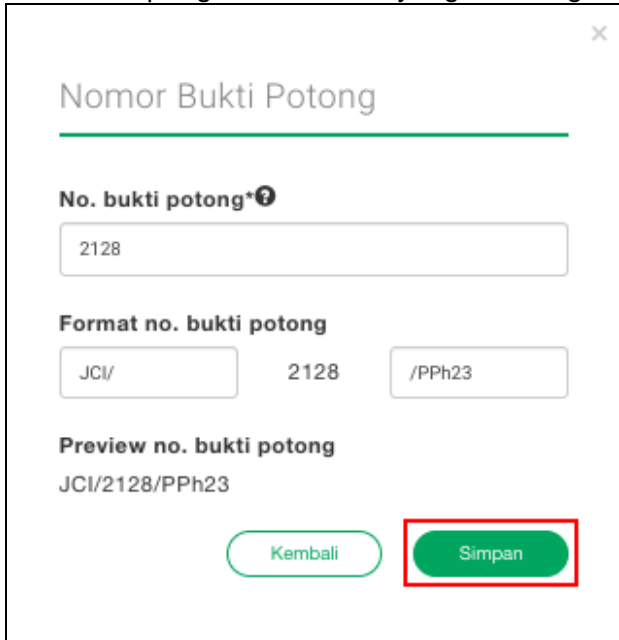 Nomor Bukti Potong
No. bukti potong*
2128
Format no. bukti potong
JCI/ 2128 /PPh23
Preview no. bukti potong
JCI/2128/PPh23
Kembali Simpan